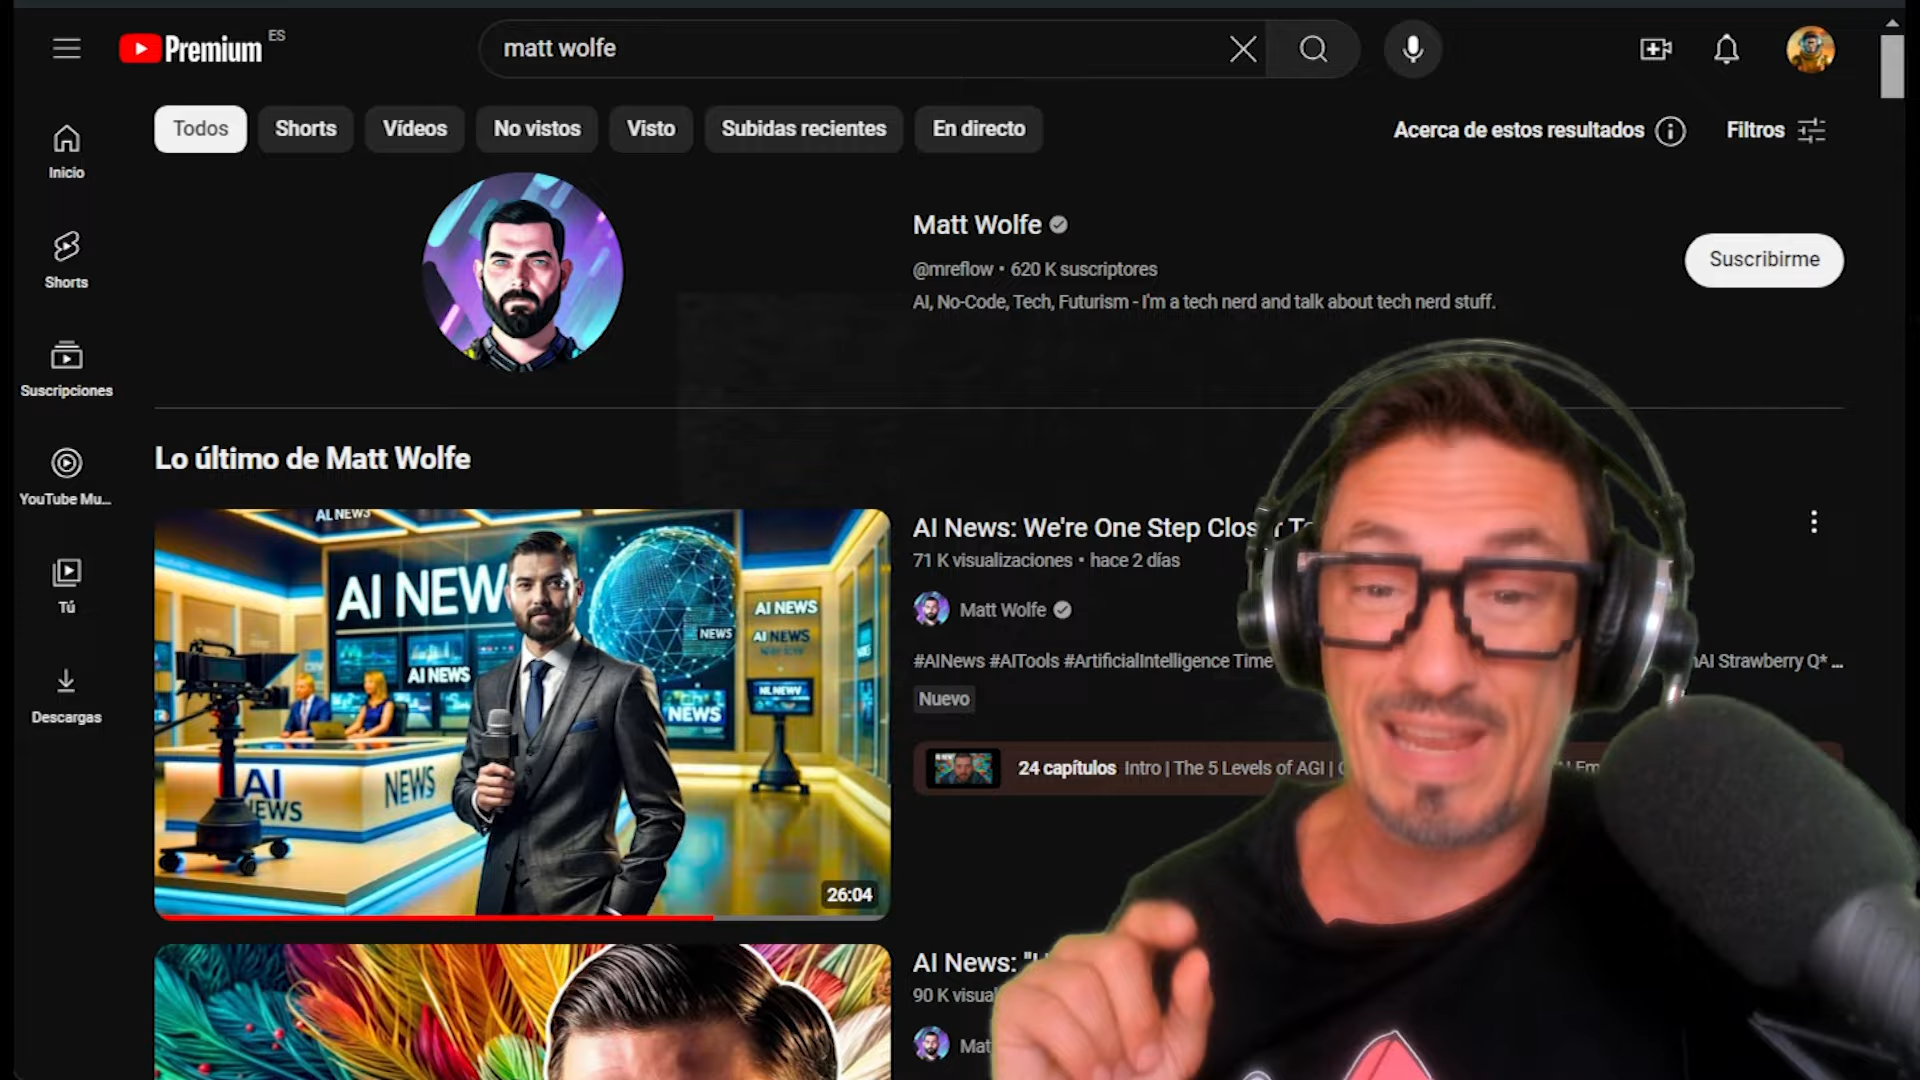 Premium ES
matt wolfe
Todos
Shorts
Vídeos
No vistos
Visto
Subidas recientes
En directo
Acerca de estos resultados
Filtros
Inicio
Shorts
Suscripciones
YouTube Mu...
Tú
Descargas
Matt Wolfe
@mreflow • 620 K suscriptores
AI, No-Code, Tech, Futurism - I'm a tech nerd and talk about tech nerd stuff.
Suscribirme
Lo último de Matt Wolfe
AI NEWS
AI NEW
AI NEWS
NEWS
AI NEWS
AI NEWS
NEWS
AI NEWS
NEWS
26:04
AI News: We're One Step Clos
71 K visualizaciones • hace 2 días
Matt Wolfe
#AINews #AITools #ArtificialIntelligence Time AI Strawberry Q* ...
Nuevo
24 capítulos Intro | The 5 Levels of AGI |
AI News:
90 K